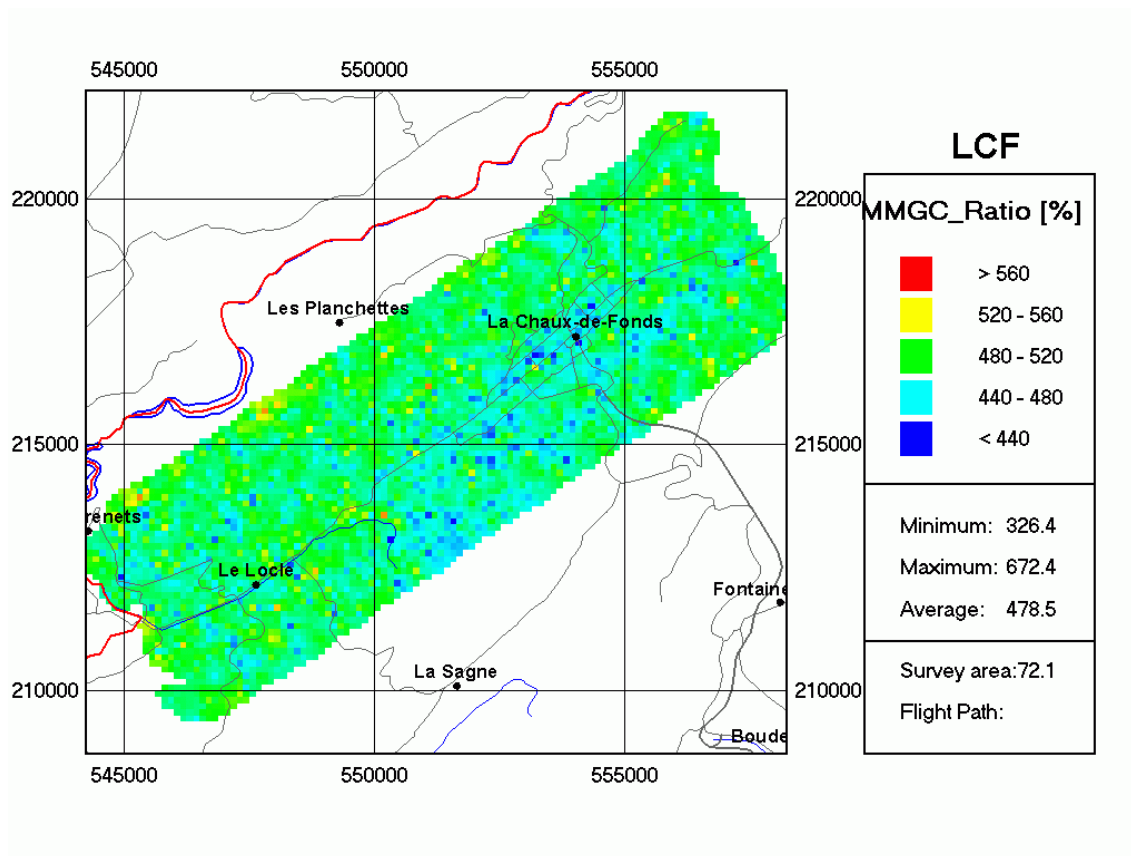 545000 550000 555000
LCF
220000 220000
MMGC_Ratio [%]
> 560
520 - 560
480 - 520
440 - 480
< 440
Les Planchettes
La Chaux-de-Fonds
215000 215000
renets
Le Locle
Fontaine
La Sagne
210000 210000
Boude
Minimum: 326.4
Maximum: 672.4
Average: 478.5
Survey area:72.1
Flight Path:
545000 550000 555000